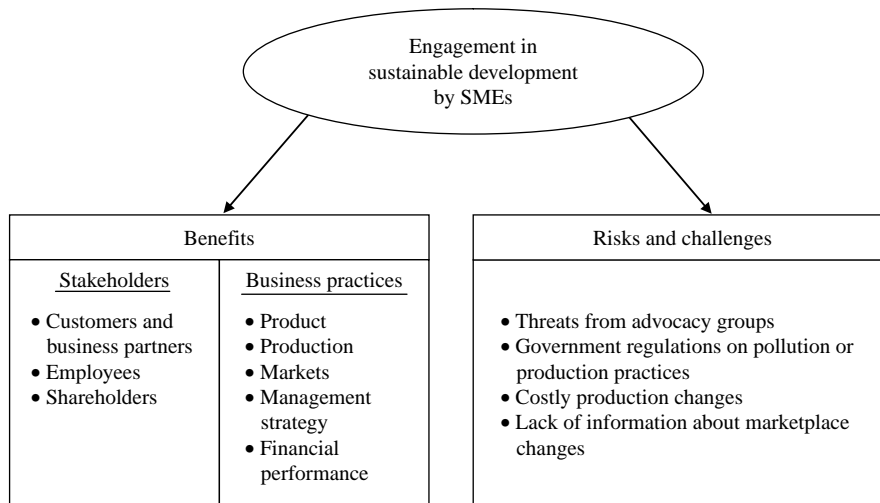 Engagement in
sustainable development
by SMEs
Benefits
Stakeholders
• Customers and
business partners
• Employees
• Shareholders
Business practices
• Product
• Production
• Markets
• Management
strategy
• Financial
performance
Risks and challenges
• Threats from advocacy groups
• Government regulations on pollution or
production practices
• Costly production changes
• Lack of information about marketplace
changes